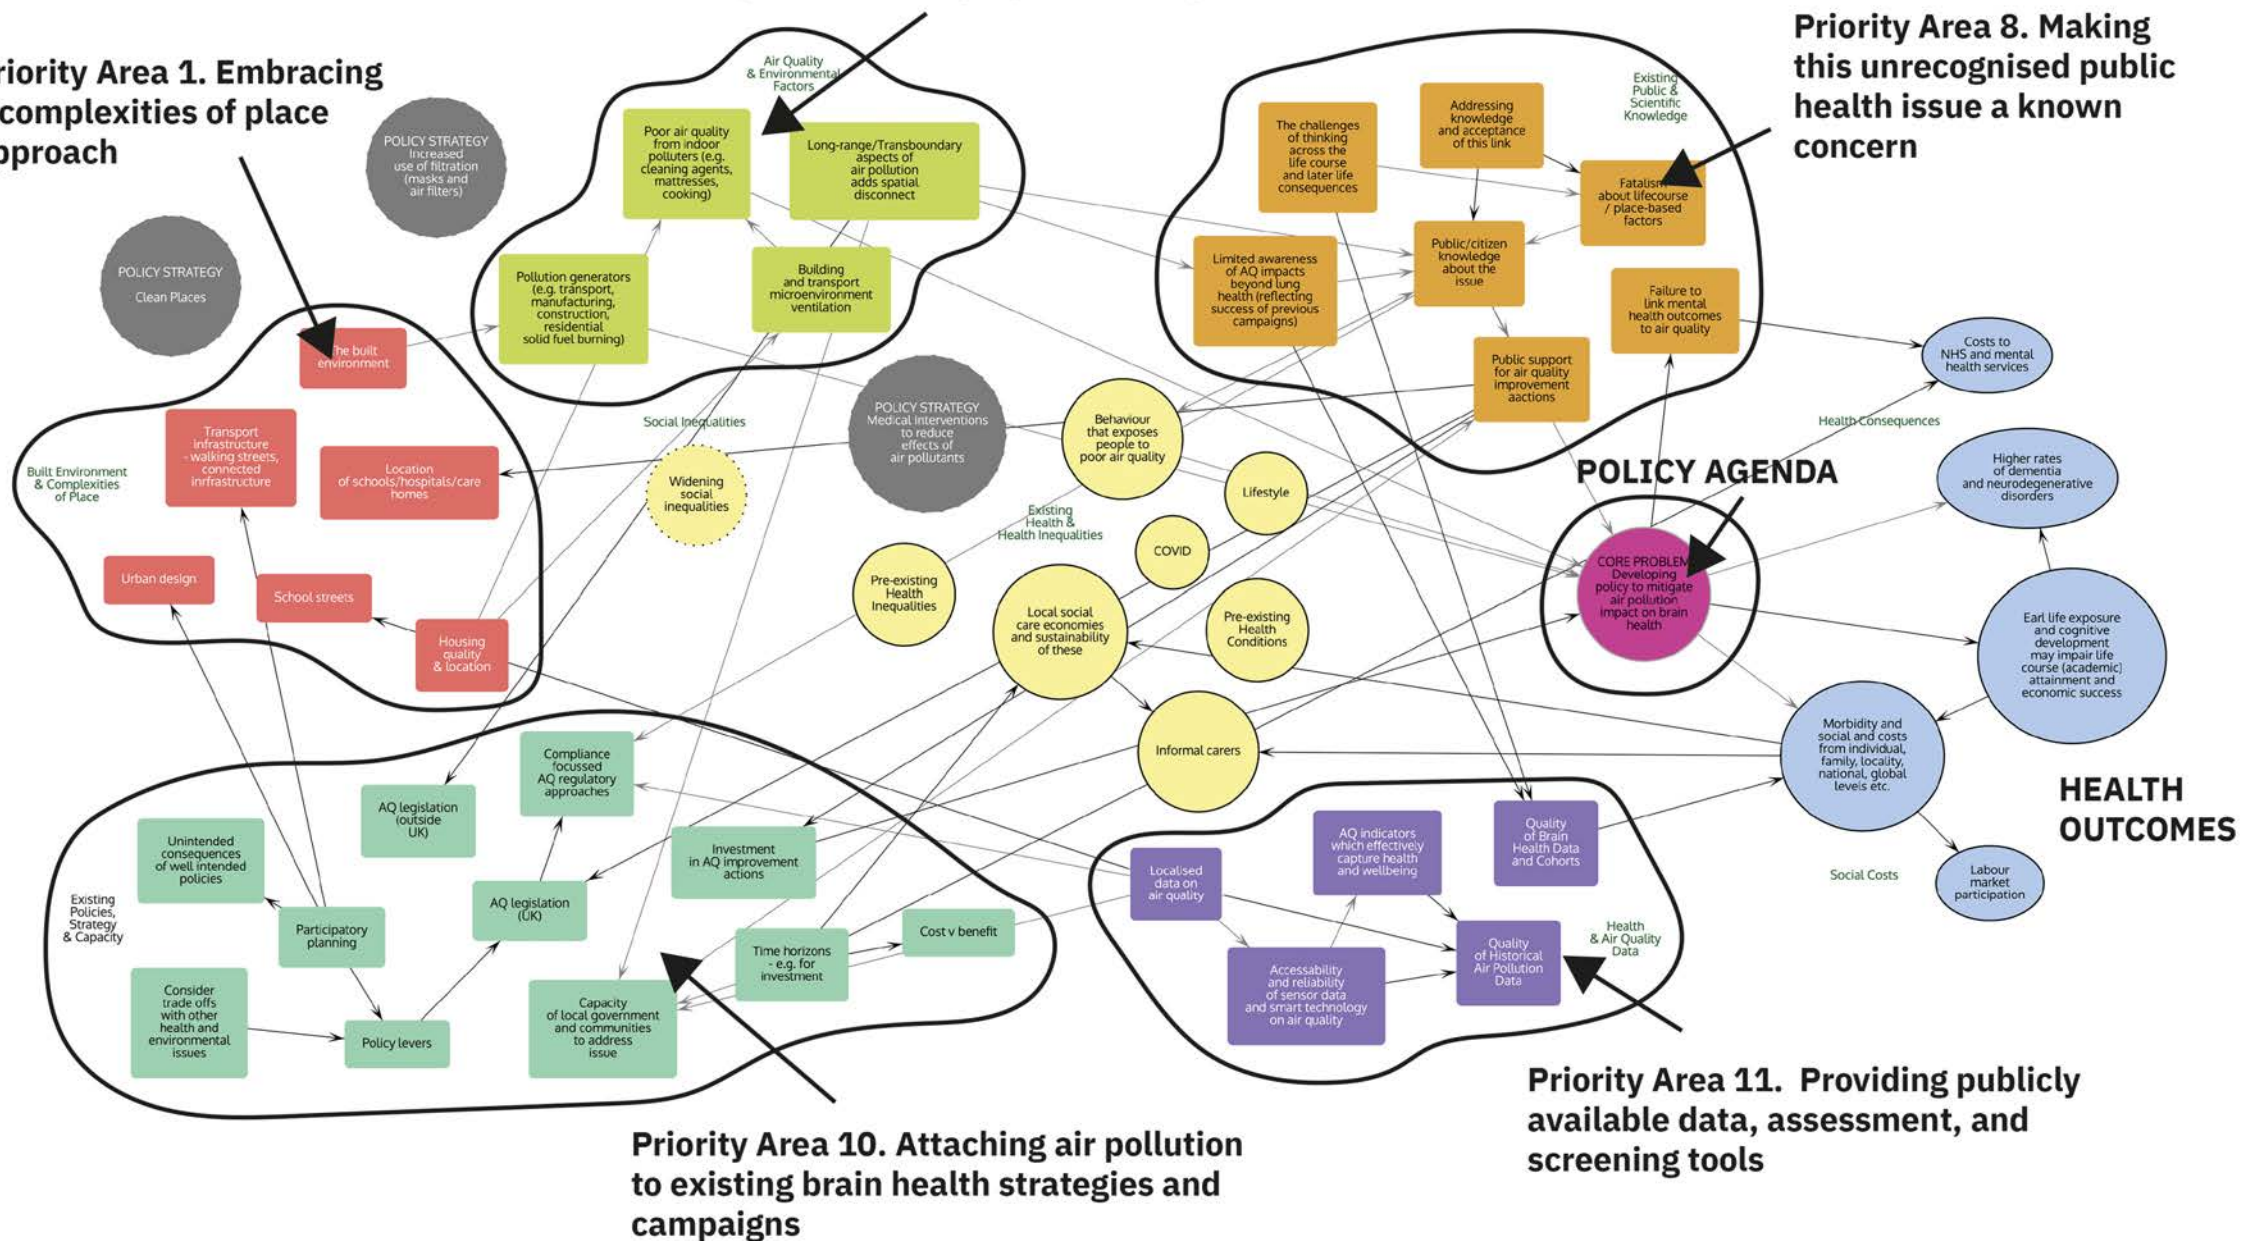 riority Area 1. Embracing
complexities of place
pproach
Priority Area 8. Making
this unrecognised public
health issue a known
concern
POLICY STRATEGY
Increased
use of filtration
(masks and
air filters)
POLICY STRATEGY
Clean Places
Air Quality
& Environmental
Factors
Poor air quality
from indoor
polluters (e.g.
cleaning agents,
mattresses,
cooking)
Long-range/Transboundary
aspects of
air pollution
adds spatial
disconnect
Pollution generators
(e.g. transport,
manufacturing,
construction,
residential
solid fuel burning)
Building
and transport
microenvironment
ventilation
Existing
Public &
Scientific
Knowledge
The challenges
of thinking
across the
life course
and later life
consequences
Addressing
knowledge
and acceptance
of this link
Fatalism
about lifecourse
/ place-based
factors
Limited awareness
of AQ impacts
beyond lung
health (reflecting
success of previous
campaigns)
Public/citizen
knowledge
about the
issue
Failure to
link mental
health outcomes
to air quality
Public support
for air quality
improvement
aactions
The built
environment
Transport
infrastructure
- walking streets,
connected
inrfrastructure
Location
of schools/hospitals/care
homes
Built Environment
& Complexities
of Place
Urban design
School streets
Housing
quality
& location
Social Inequalities
Widening
social
inequalities
POLICY STRATEGY
Medical Interventions
to reduce
effects of
air pollutants
Behaviour
that exposes
people to
poor air quality
Lifestyle
Existing
Health &
Health Inequalities
COVID
Pre-existing
Health
Inequalities
Local social
care economies
and sustainability
of these
Pre-existing
Health
Conditions
Informal carers
POLICY AGENDA
CORE PROBLEM
Developing
policy to mitigate
air pollution
impact on brain
health
Costs to
NHS and mental
health services
Health Consequences
Higher rates
of dementia
and neurodegenerative
disorders
Earl life exposure
and cognitive
development
may impair life
course (academic)
attainment and
economic success
Morbidity and
social and costs
from individual,
family, locality,
national, global
levels etc.
HEALTH
OUTCOMES
Social Costs
Labour
market
participation
Existing
Policies,
Strategy
& Capacity
Compliance
focussed
AQ regulatory
approaches
AQ legislation
(outside
UK)
Unintended
consequences
of well intended
policies
Investment
in AQ improvement
actions
AQ legislation
(UK)
Participatory
planning
Cost v benefit
Time horizons
- e.g. for
investment
Consider
trade offs
with other
health and
environmental
issues
Policy levers
Capacity
of local government
and communities
to address
issue
Localised
data on
air quality
AQ indicators
which effectively
capture health
and wellbeing
Quality
of Brain
Health Data
and Cohorts
Quality
of Historical
Air Pollution
Data
Health
& Air Quality
Data
Accessability
and reliability
of sensor data
and smart technology
on air quality
Priority Area 10. Attaching air pollution
to existing brain health strategies and
campaigns
Priority Area 11. Providing publicly
available data, assessment, and
screening tools